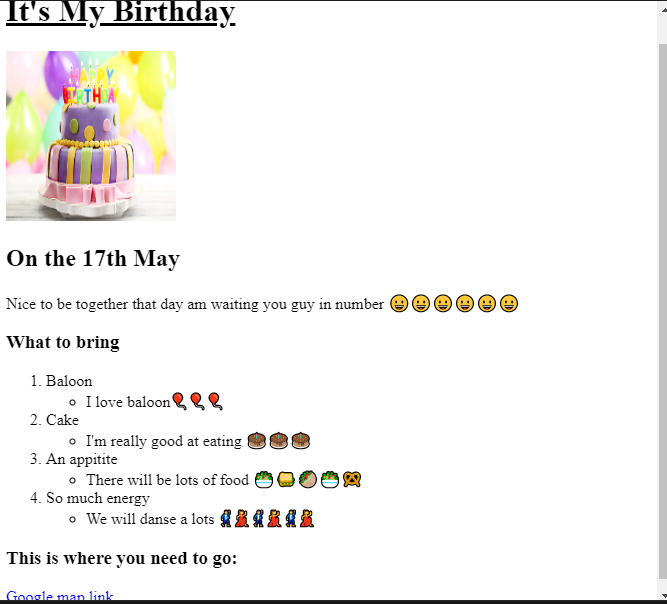 It's My Birthday
HAPPY
BIRTHDAY
On the 17th May
Nice to be together that day am waiting you guy in number 😀😀😀😀😀😀
What to bring
1. Baloon
○ I love baloon🎈🎈🎈
2. Cake
○ I'm really good at eating 🎂🎂🎂
3. An appitite
○ There will be lots of food 🥗🥪🥙🥗🥨
4. So much energy
○ We will danse a lots 🕺💃🕺💃🕺💃
This is where you need to go:
Google map link